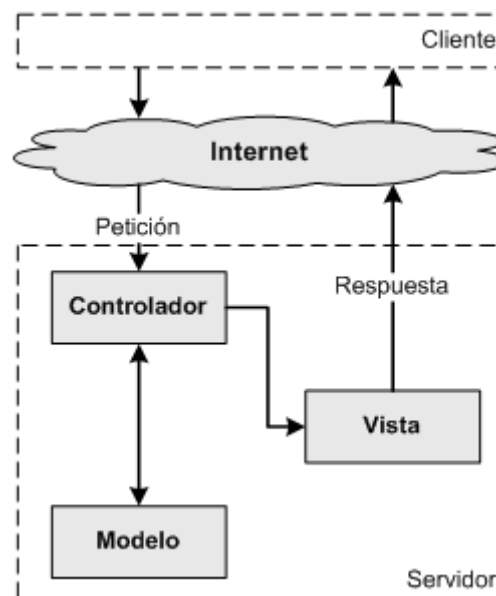 Cliente
Internet
Petición
Controlador
Respuesta
Vista
Modelo
Servidor